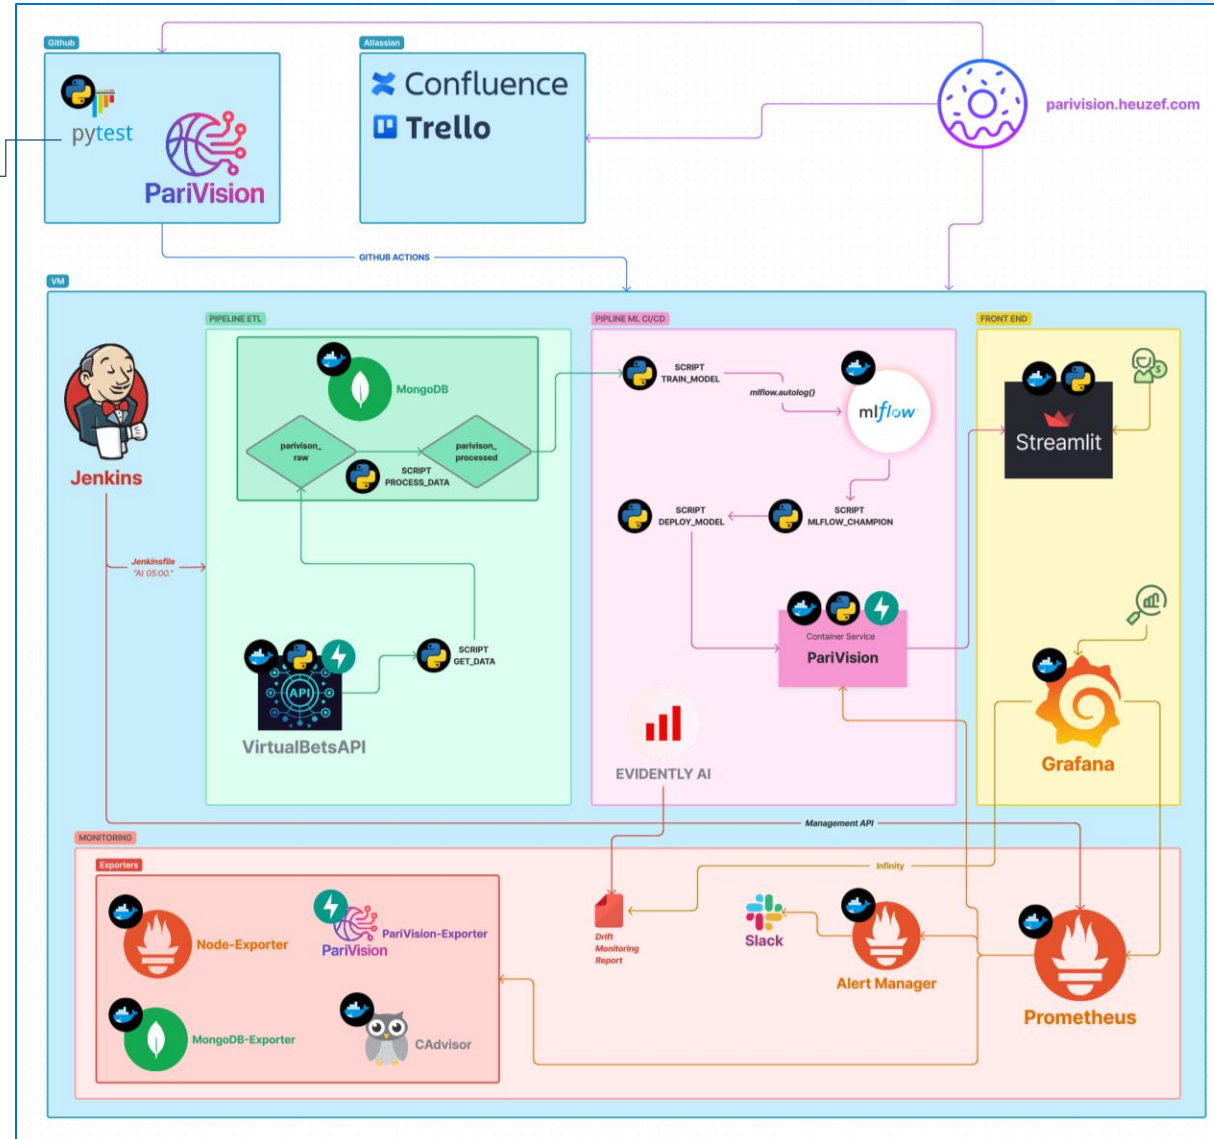 Github
pytest
PariVision
Atlassian
Confluence
Trello
parivision.heuzef.com
GITHUB ACTIONS
VM
Jenkins
Jenkinsfile
"At 05:00."
PIPELINE ETL
MongoDB
parivison_
raw
parivison_
processed
SCRIPT
PROCESS_DATA
SCRIPT
GET_DATA
API
VirtualBetsAPI
PIPLINE ML CI/CD
SCRIPT
TRAIN_MODEL
mlflow.autolog()
mlflow
SCRIPT
DEPLOY_MODEL
SCRIPT
MLFLOW_CHAMPION
Container Service
PariVision
EVIDENTLY AI
FRONT END
Streamlit
Grafana
Management API
MONITORING
Exporters
Node-Exporter
PariVision
PariVision-Exporter
MongoDB-Exporter
CAdvisor
Infinity
Drift
Monitoring
Report
Slack
Alert Manager
Prometheus